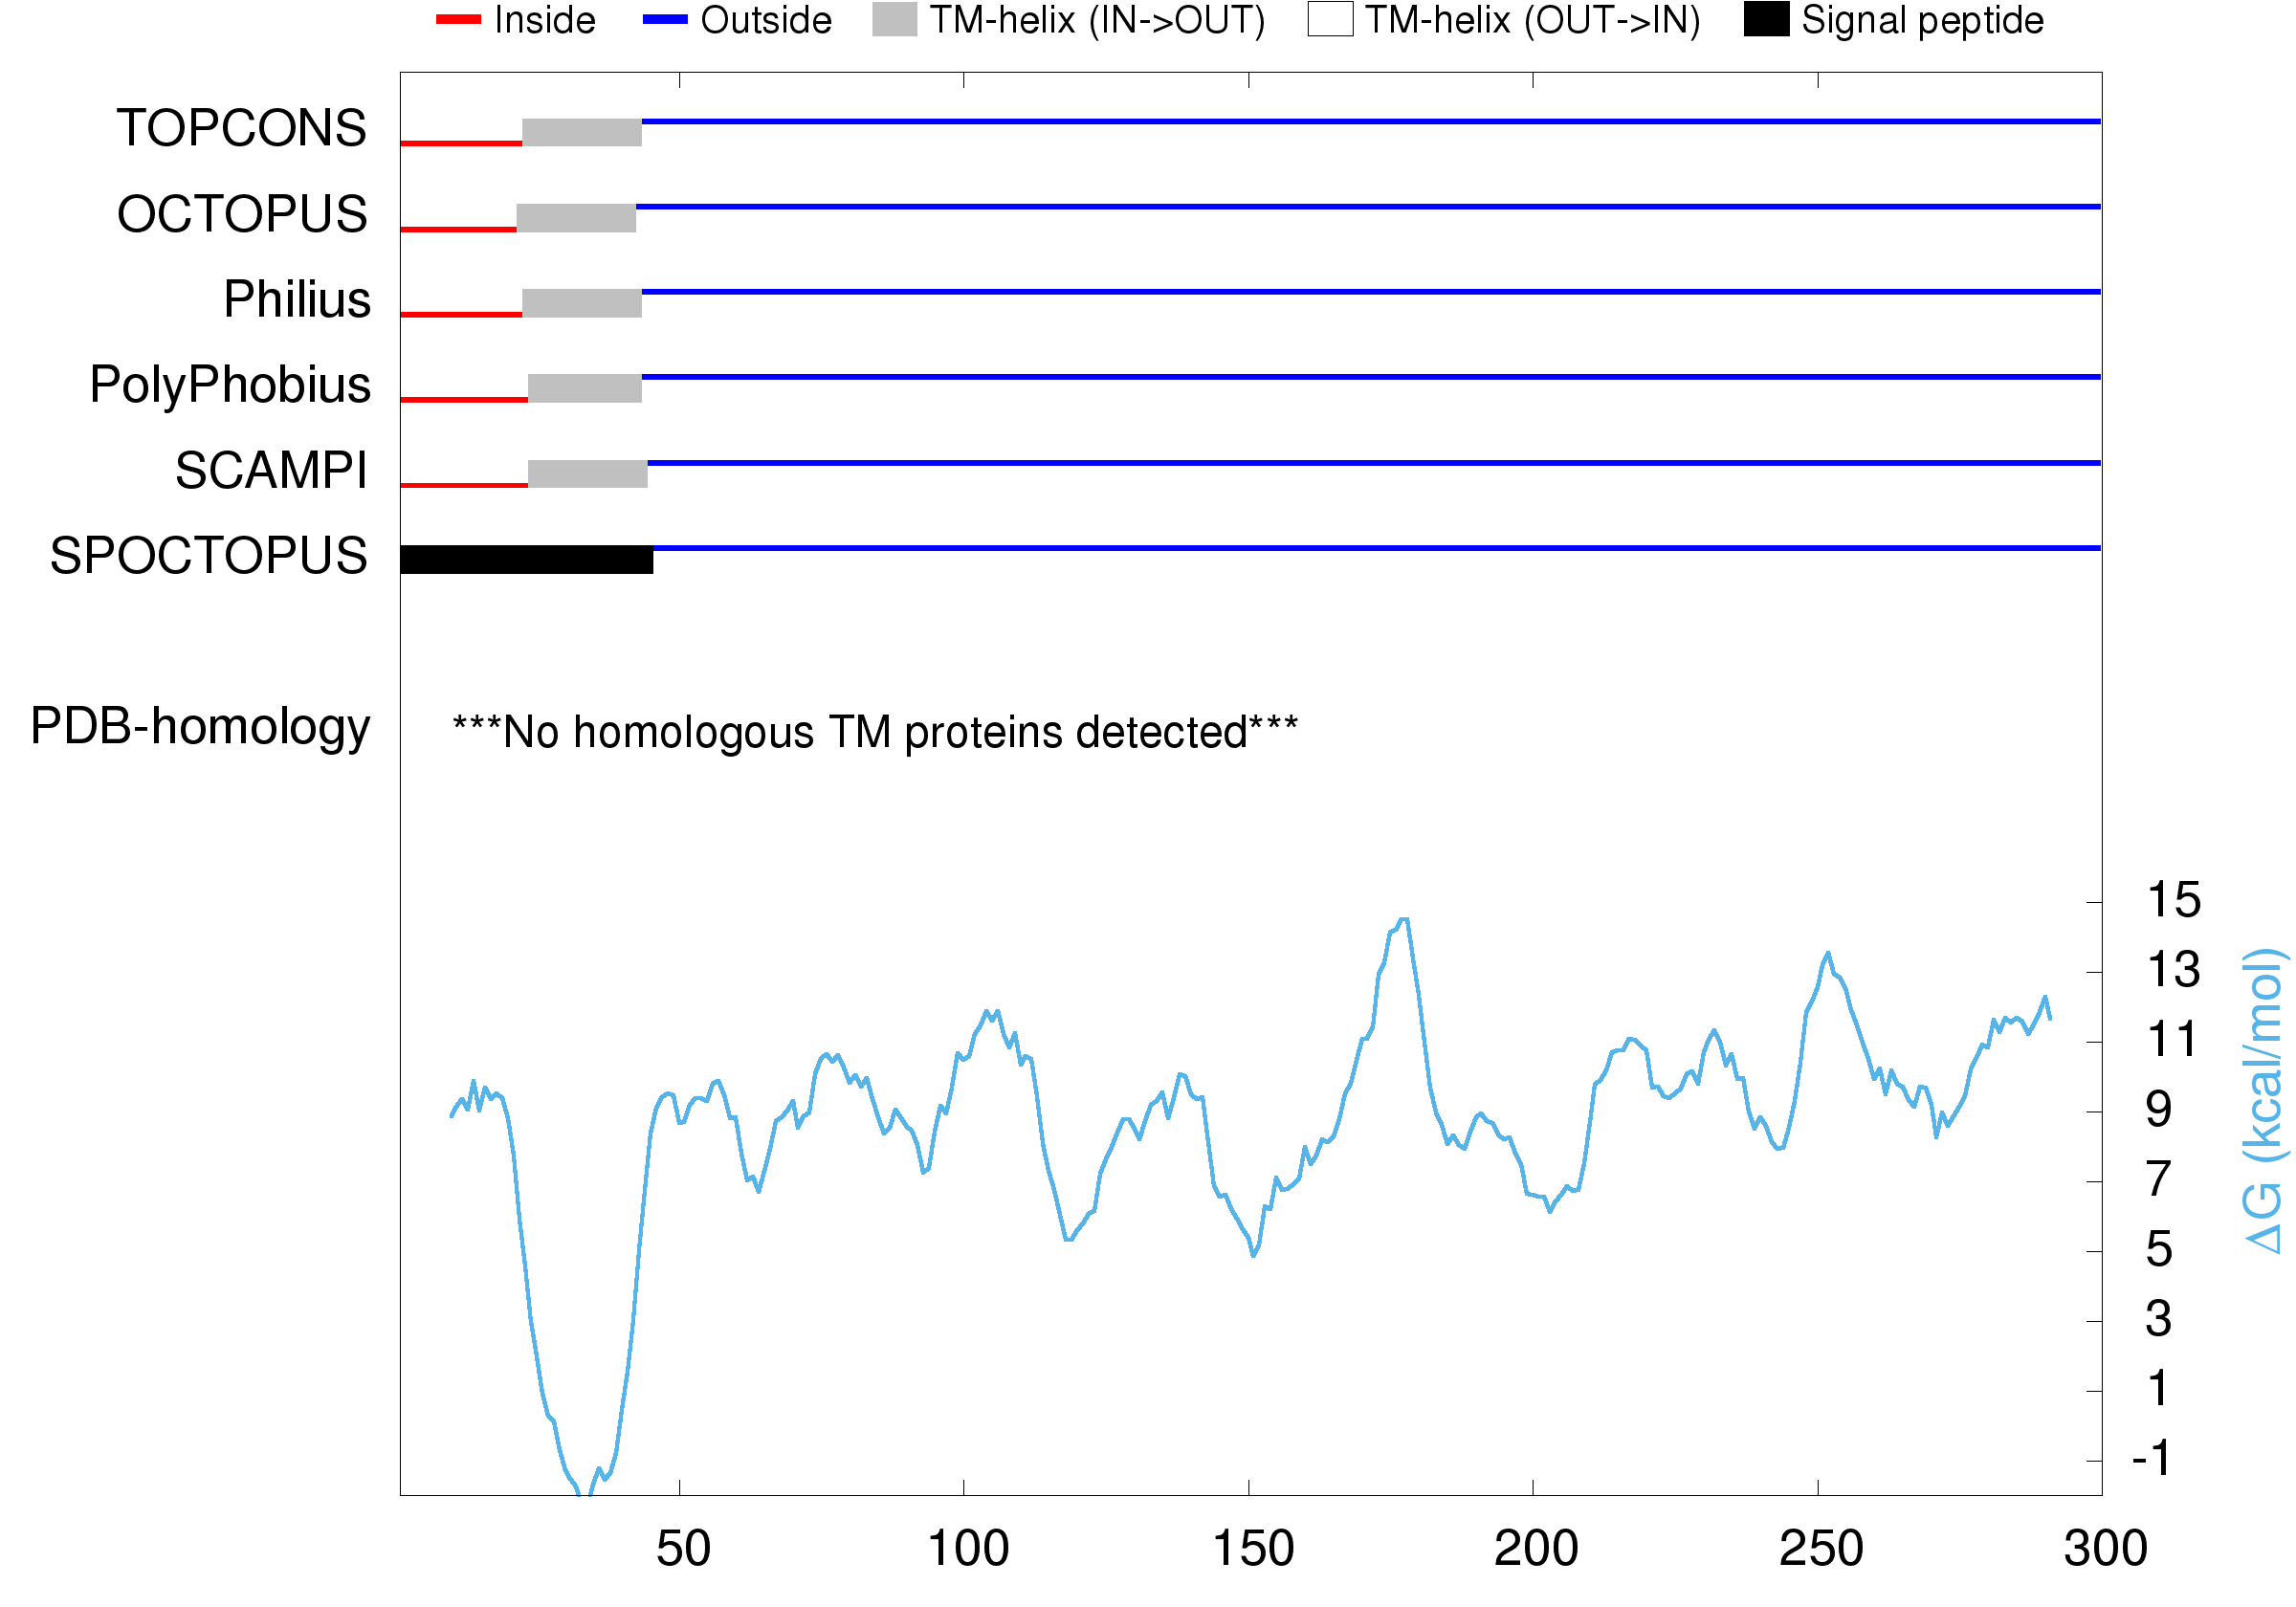 Inside Outside TM-helix (IN->OUT) TM-helix (OUT->IN) Signal peptide
TOPCONS
OCTOPUS
Philius
PolyPhobius
SCAMPI
SPOCTOPUS
PDB-homology ***No homologous TM proteins detected***
15
13
11
9
7
5
3
1
-1
ΔG (kcal/mol)
50 100 150 200 250 300